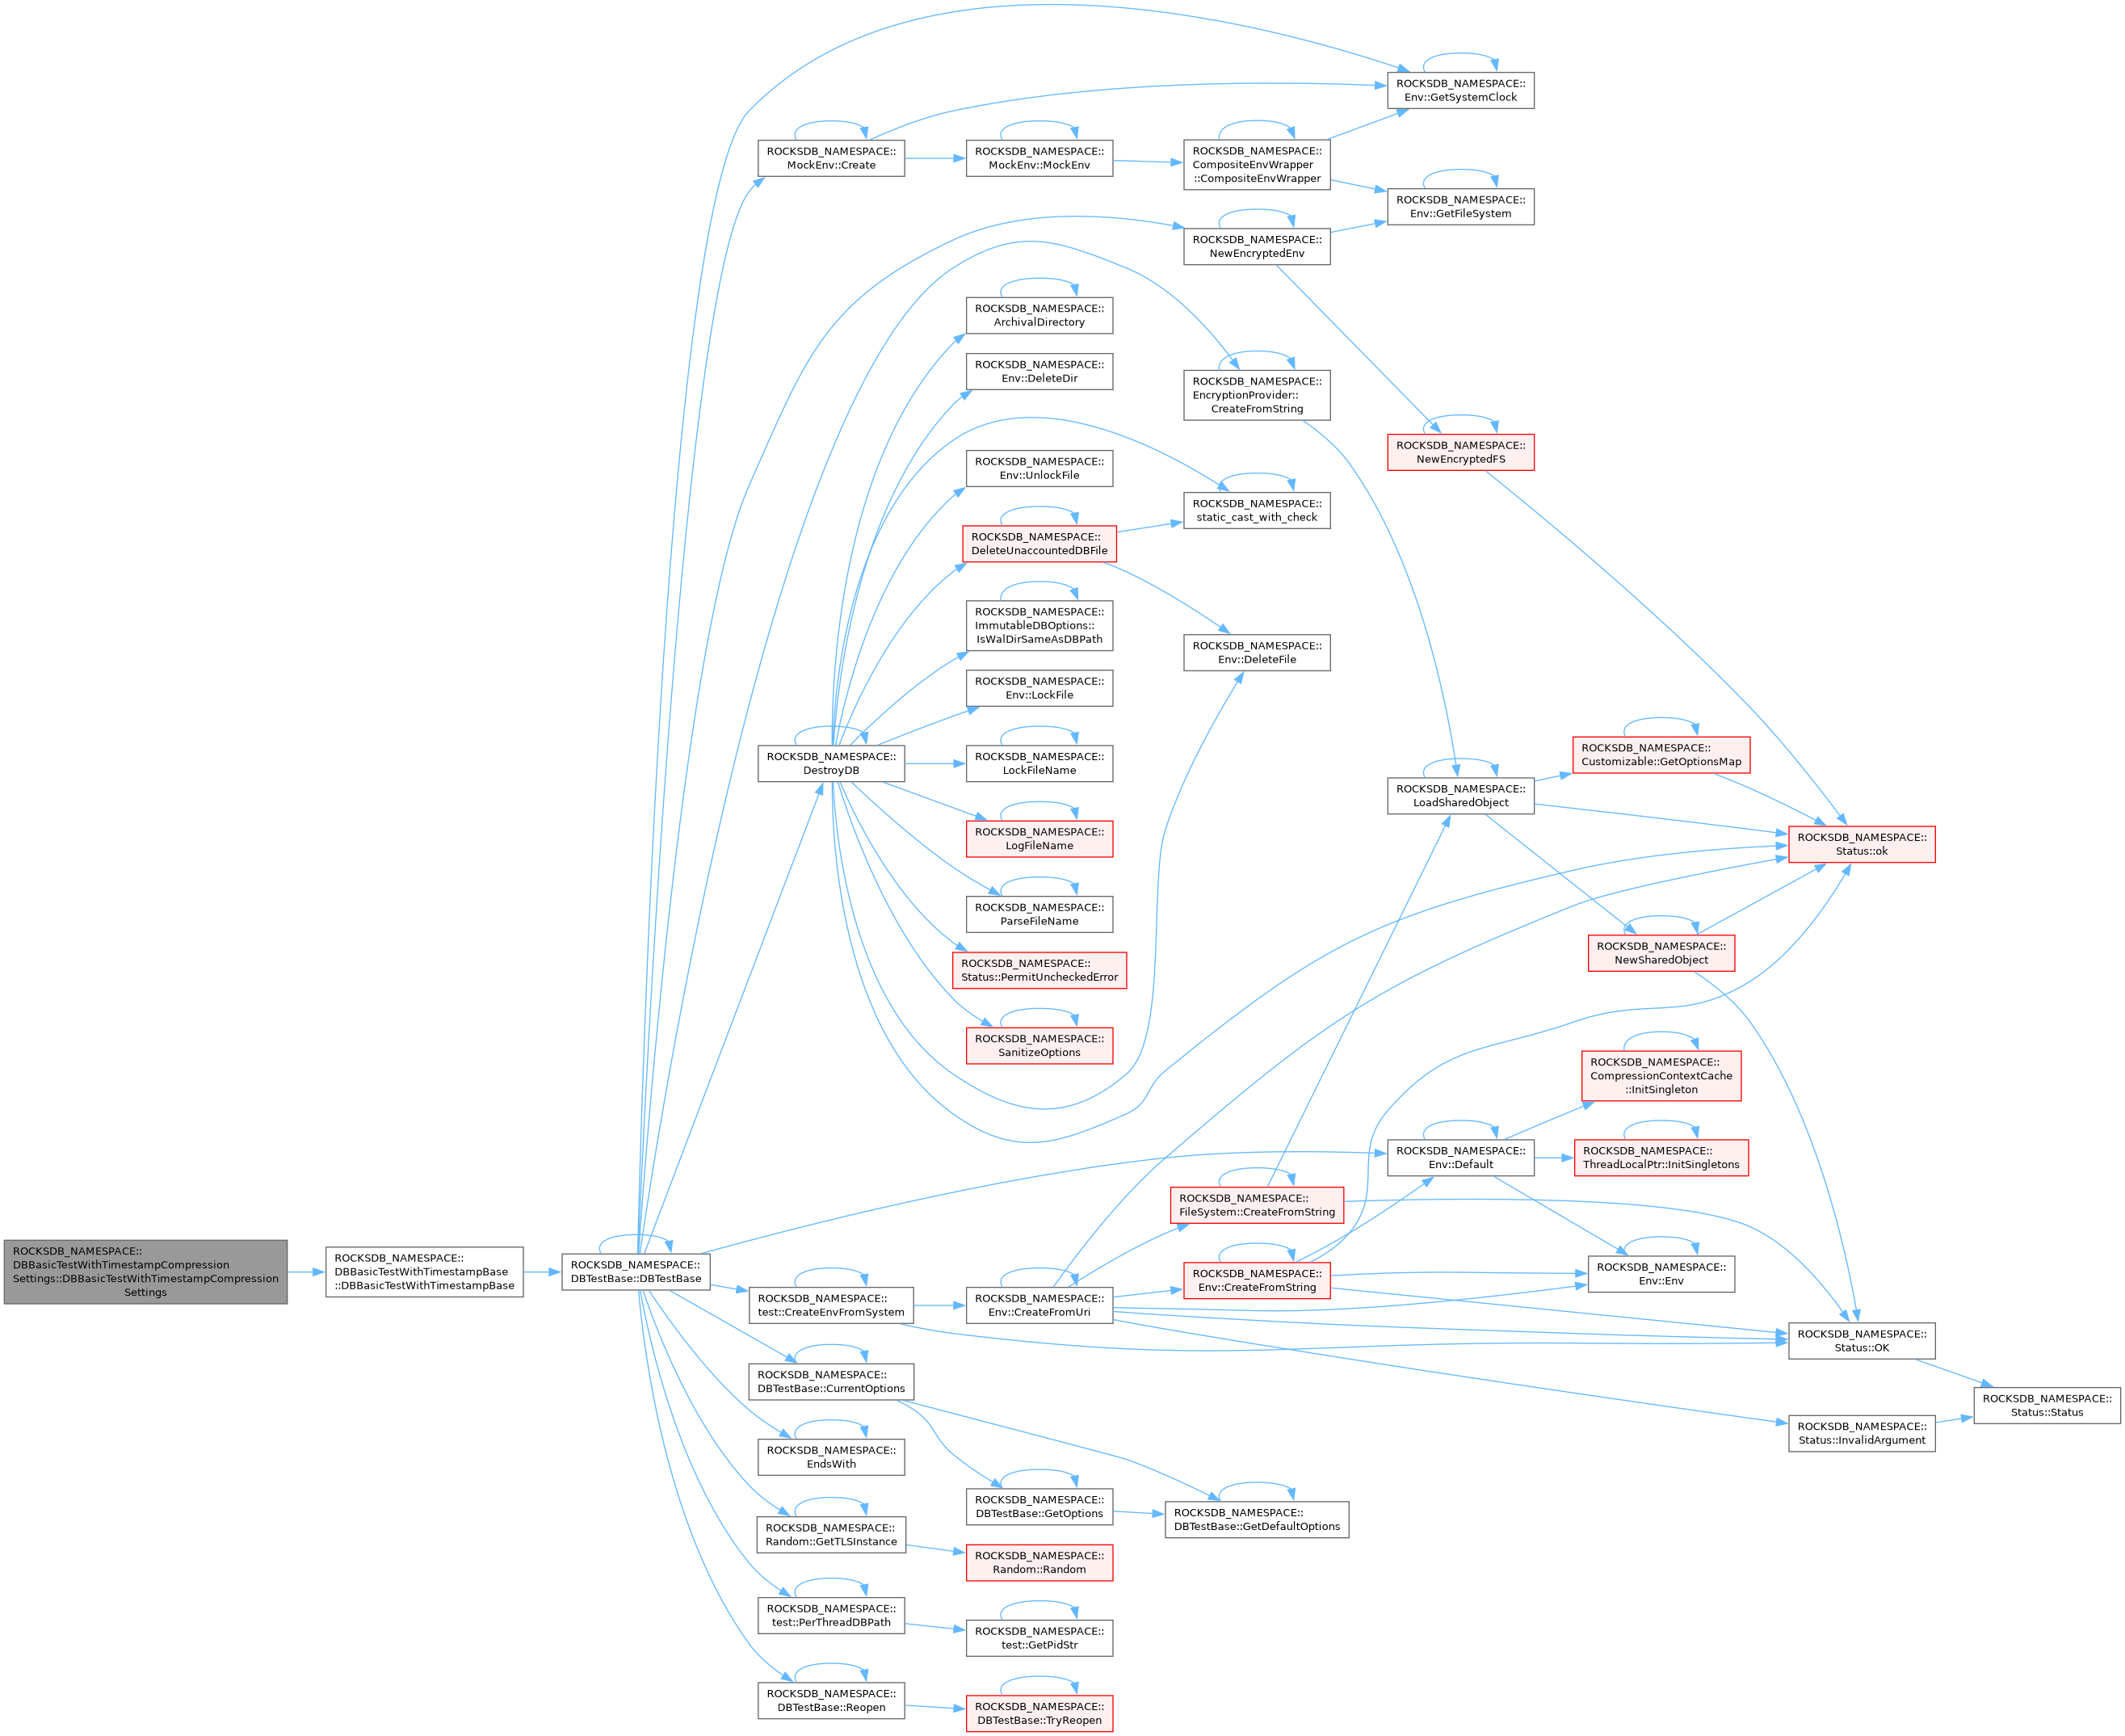 ROCKSDB_NAMESPACE::
DBBasicTestWithTimestampCompression
Settings::DBBasicTestWithTimestampCompression
Settings
ROCKSDB_NAMESPACE::
DBBasicTestWithTimestampBase
::DBBasicTestWithTimestampBase
ROCKSDB_NAMESPACE::
DBTestBase::DBTestBase
ROCKSDB_NAMESPACE::
MockEnv::Create
ROCKSDB_NAMESPACE::
DestroyDB
ROCKSDB_NAMESPACE::
test::CreateEnvFromSystem
ROCKSDB_NAMESPACE::
DBTestBase::CurrentOptions
ROCKSDB_NAMESPACE::
EndsWith
ROCKSDB_NAMESPACE::
Random::GetTLSInstance
ROCKSDB_NAMESPACE::
test::PerThreadDBPath
ROCKSDB_NAMESPACE::
DBTestBase::Reopen
ROCKSDB_NAMESPACE::
MockEnv::MockEnv
ROCKSDB_NAMESPACE::
ArchivalDirectory
ROCKSDB_NAMESPACE::
Env::DeleteDir
ROCKSDB_NAMESPACE::
Env::UnlockFile
ROCKSDB_NAMESPACE::
DeleteUnaccountedDBFile
ROCKSDB_NAMESPACE::
ImmutableDBOptions::
IsWalDirSameAsDBPath
ROCKSDB_NAMESPACE::
Env::LockFile
ROCKSDB_NAMESPACE::
LockFileName
ROCKSDB_NAMESPACE::
LogFileName
ROCKSDB_NAMESPACE::
ParseFileName
ROCKSDB_NAMESPACE::
Status::PermitUncheckedError
ROCKSDB_NAMESPACE::
SanitizeOptions
ROCKSDB_NAMESPACE::
Env::CreateFromUri
ROCKSDB_NAMESPACE::
DBTestBase::GetOptions
ROCKSDB_NAMESPACE::
Random::Random
ROCKSDB_NAMESPACE::
test::GetPidStr
ROCKSDB_NAMESPACE::
DBTestBase::TryReopen
ROCKSDB_NAMESPACE::
CompositeEnvWrapper
::CompositeEnvWrapper
ROCKSDB_NAMESPACE::
NewEncryptedEnv
ROCKSDB_NAMESPACE::
EncryptionProvider::
CreateFromString
ROCKSDB_NAMESPACE::
static_cast_with_check
ROCKSDB_NAMESPACE::
Env::DeleteFile
ROCKSDB_NAMESPACE::
FileSystem::CreateFromString
ROCKSDB_NAMESPACE::
Env::CreateFromString
ROCKSDB_NAMESPACE::
DBTestBase::GetDefaultOptions
ROCKSDB_NAMESPACE::
Env::GetSystemClock
ROCKSDB_NAMESPACE::
Env::GetFileSystem
ROCKSDB_NAMESPACE::
NewEncryptedFS
ROCKSDB_NAMESPACE::
LoadSharedObject
ROCKSDB_NAMESPACE::
Env::Default
ROCKSDB_NAMESPACE::
Customizable::GetOptionsMap
ROCKSDB_NAMESPACE::
NewSharedObject
ROCKSDB_NAMESPACE::
CompressionContextCache
::InitSingleton
ROCKSDB_NAMESPACE::
ThreadLocalPtr::InitSingletons
ROCKSDB_NAMESPACE::
Env::Env
ROCKSDB_NAMESPACE::
Status::ok
ROCKSDB_NAMESPACE::
Status::OK
ROCKSDB_NAMESPACE::
Status::InvalidArgument
ROCKSDB_NAMESPACE::
Status::Status